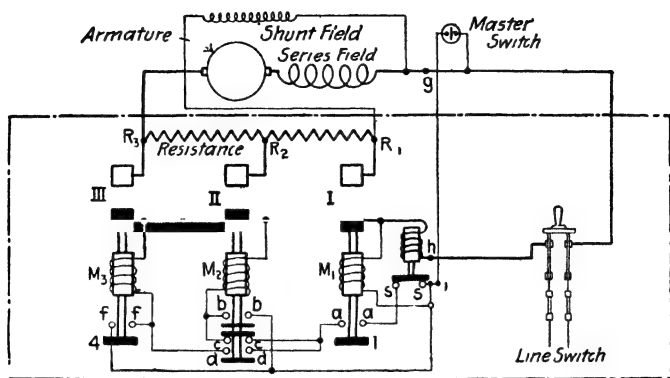 Armature
Shunt Field
Series Field
Master
Switch
g
R3
Resistance
R2
R1
III
II
I
h
M3
M2
M1
s s
f f
b b
a a
c c
d d
4
1
Line Switch